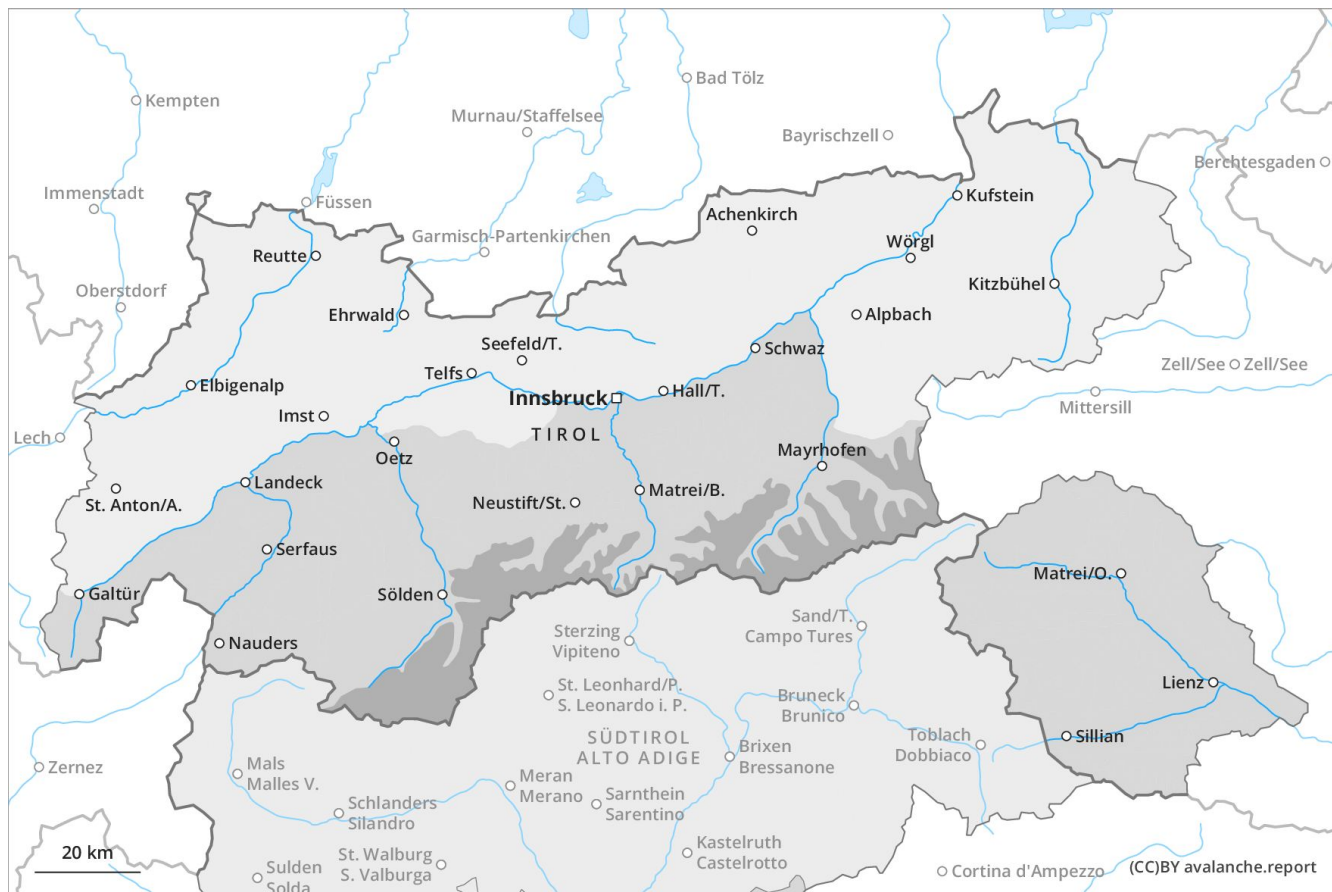 Kempten
Bad Tölz
Murnau/Staffelsee
Bayrischzell
Berchtesgaden
Immenstadt
Füssen
Kufstein
Achenkirch
Garmisch-Partenkirchen
Wörgl
Reutte
Oberstdorf
Kitzbühel
Ehrwald
Alpbach
Seefeld/T.
Schwaz
Zell/See
Zell/See
Telfs
Elbigenalp
Hall/T.
Innsbruck
Mittersill
Imst
TIROL
Lech
Oetz
Mayrhofen
Landeck
Matrei/B.
St. Anton/A.
Neustift/St.
Serfaus
Matrei/O.
Galtür
Sölden
Sand/T.
Campo Tures
Sterzing
Vipiteno
Nauders
Lienz
St. Leonhard/P.
S. Leonardo i. P.
Bruneck
Brunico
SÜDTIROL
ALTO ADIGE
Sillian
Toblach
Dobbiaco
Brixen
Bressanone
Zernez
Mals
Malles V.
Meran
Merano
Sarnthein
Sarentino
Schlanders
Silandro
Kastelruth
Castelrotto
20 km
St. Walburg
S. Valburga
Sulden
Solda
Cortina d'Ampezzo
(CC)BY avalanche.report